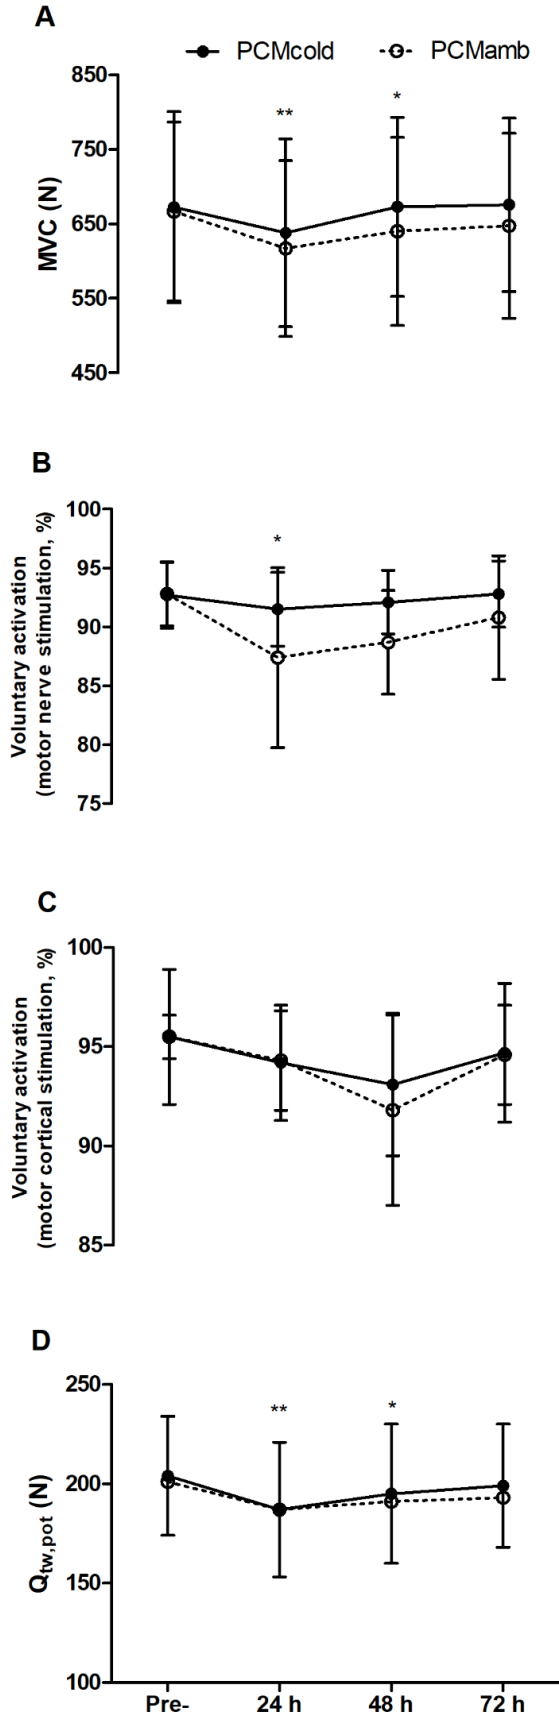 A
PCMcold PCMamb
850
750
650
550
450
MVC (N)
** *
B
100
95
90
85
80
75
Voluntary activation
(motor nerve stimulation, %)
*
C
100
95
90
85
Voluntary activation
(motor cortical stimulation, %)
D
250
200
150
100
Qtw,pot (N)
** *
Pre- 24 h 48 h 72 h